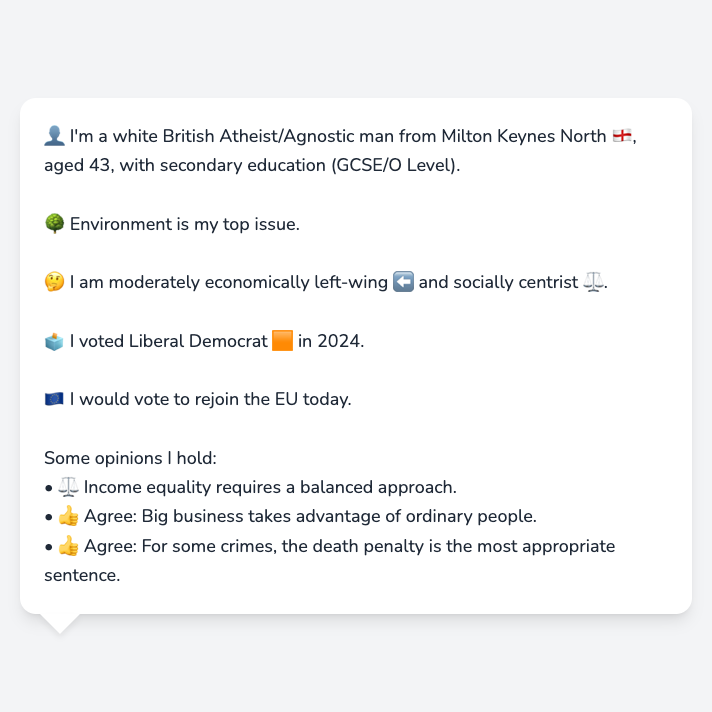 👤 I'm a white British Atheist/Agnostic man from Milton Keynes North 🏴󠁧󠁢󠁥󠁮󠁧󠁿,
aged 43, with secondary education (GCSE/O Level).
🌳 Environment is my top issue.
🤔 I am moderately economically left-wing ⬅️ and socially centrist ⚖️.
🗳️ I voted Liberal Democrat 🟧 in 2024.
🇪🇺 I would vote to rejoin the EU today.
Some opinions I hold:
• ⚖️ Income equality requires a balanced approach.
• 👍 Agree: Big business takes advantage of ordinary people.
• 👍 Agree: For some crimes, the death penalty is the most appropriate
sentence.